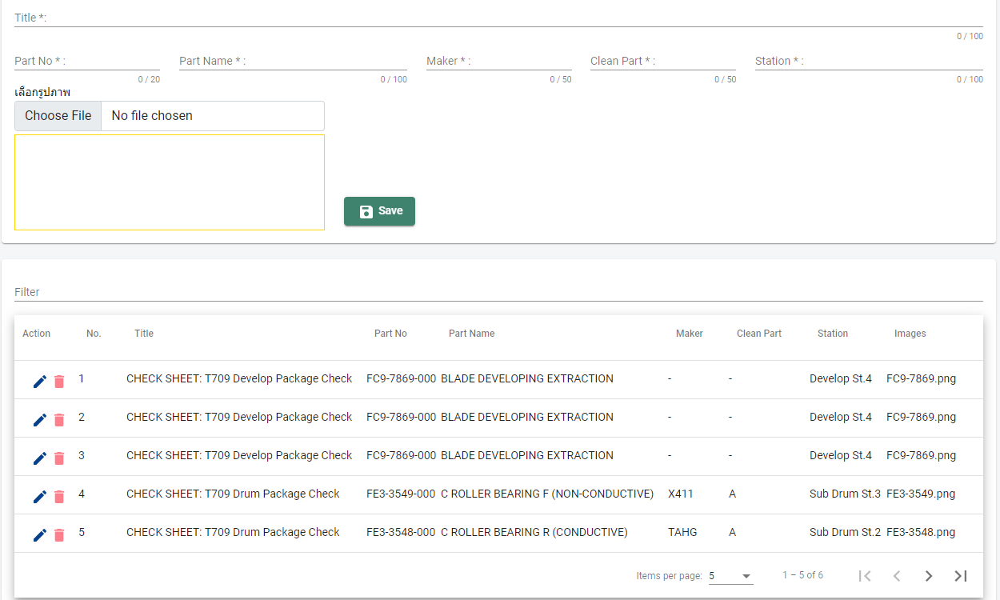 Title *:
0 / 100
Part No * : Part Name * : Maker * : Clean Part * : Station * :
0 / 20 0 / 100 0 / 50 0 / 50 0 / 100
เลือกรูปภาพ
Choose File No file chosen
Save
Filter
Action No. Title Part No Part Name Maker Clean Part Station Images
1 CHECK SHEET: T709 Develop Package Check FC9-7869-000 BLADE DEVELOPING EXTRACTION - - Develop St.4 FC9-7869.png
2 CHECK SHEET: T709 Develop Package Check FC9-7869-000 BLADE DEVELOPING EXTRACTION - - Develop St.4 FC9-7869.png
3 CHECK SHEET: T709 Develop Package Check FC9-7869-000 BLADE DEVELOPING EXTRACTION - - Develop St.4 FC9-7869.png
4 CHECK SHEET: T709 Drum Package Check FE3-3549-000 C ROLLER BEARING F (NON-CONDUCTIVE) X411 A Sub Drum St.3 FE3-3549.png
5 CHECK SHEET: T709 Drum Package Check FE3-3548-000 C ROLLER BEARING R (CONDUCTIVE) TAHG A Sub Drum St.2 FE3-3548.png
Items per page: 5 1 – 5 of 6